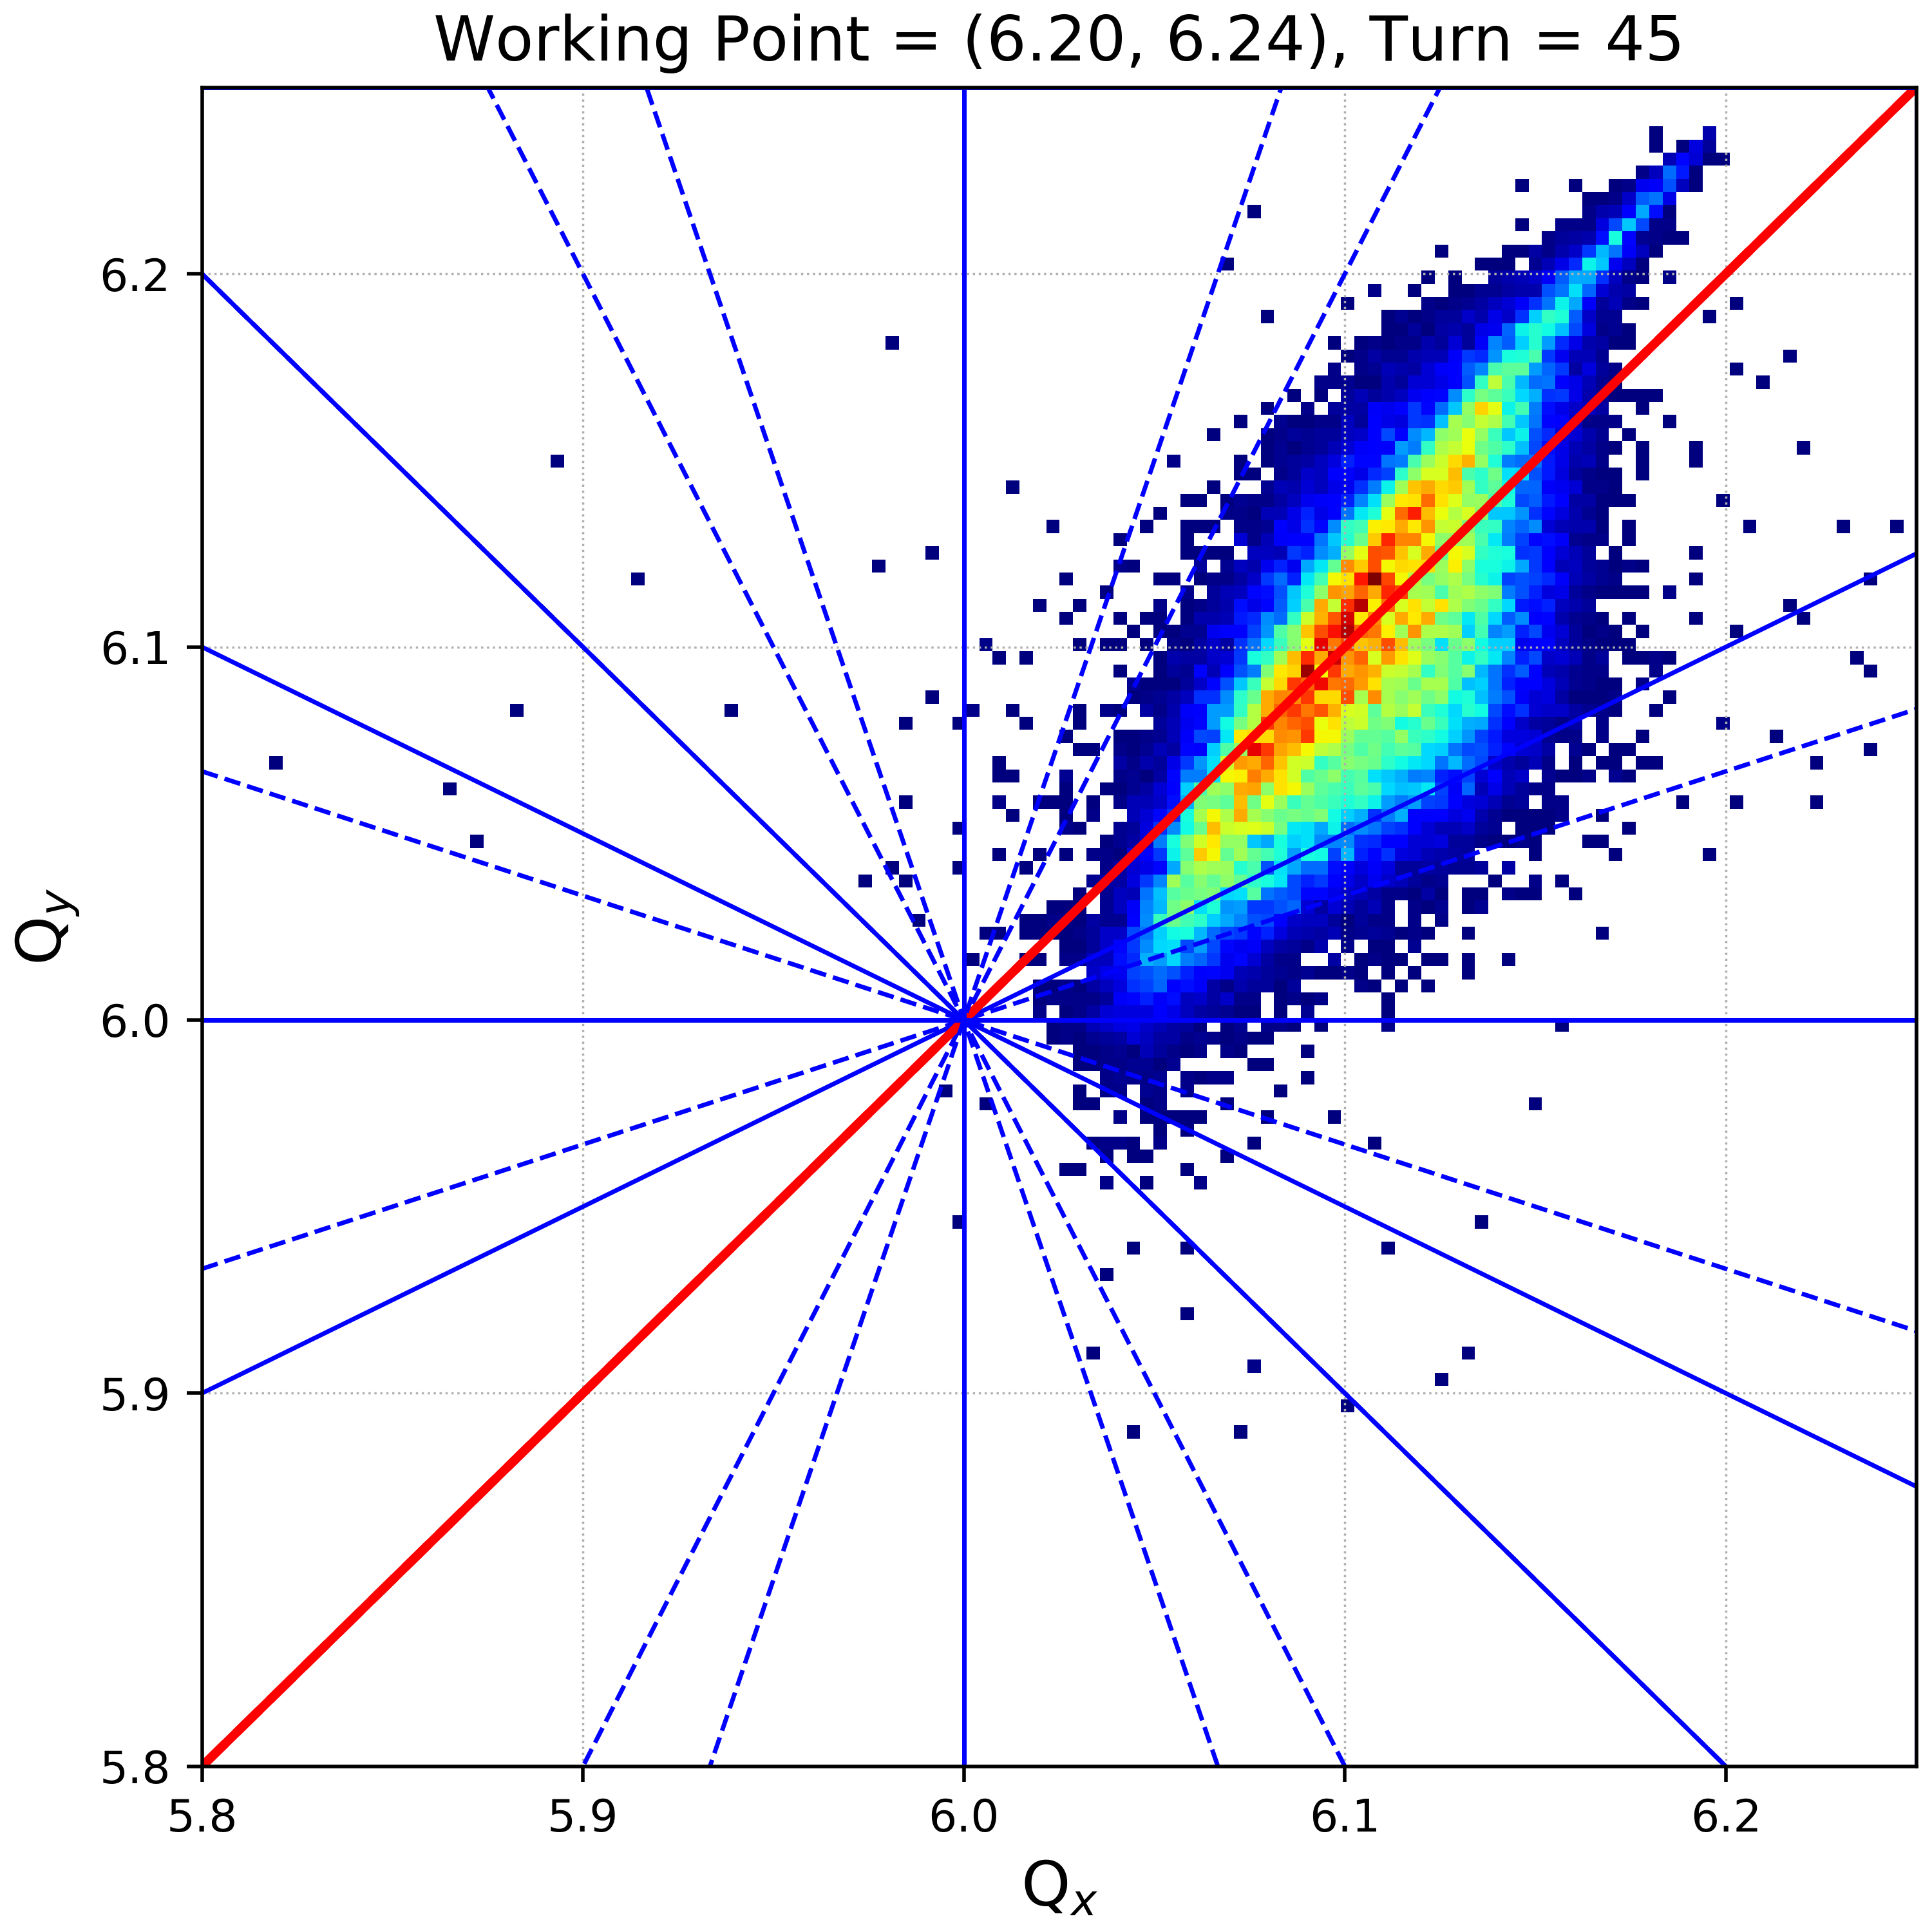 Working Point = (6.20, 6.24), Turn = 45
6.2
6.1
6.0
5.9
5.8
Qy
5.8 5.9 6.0 6.1 6.2
Qx